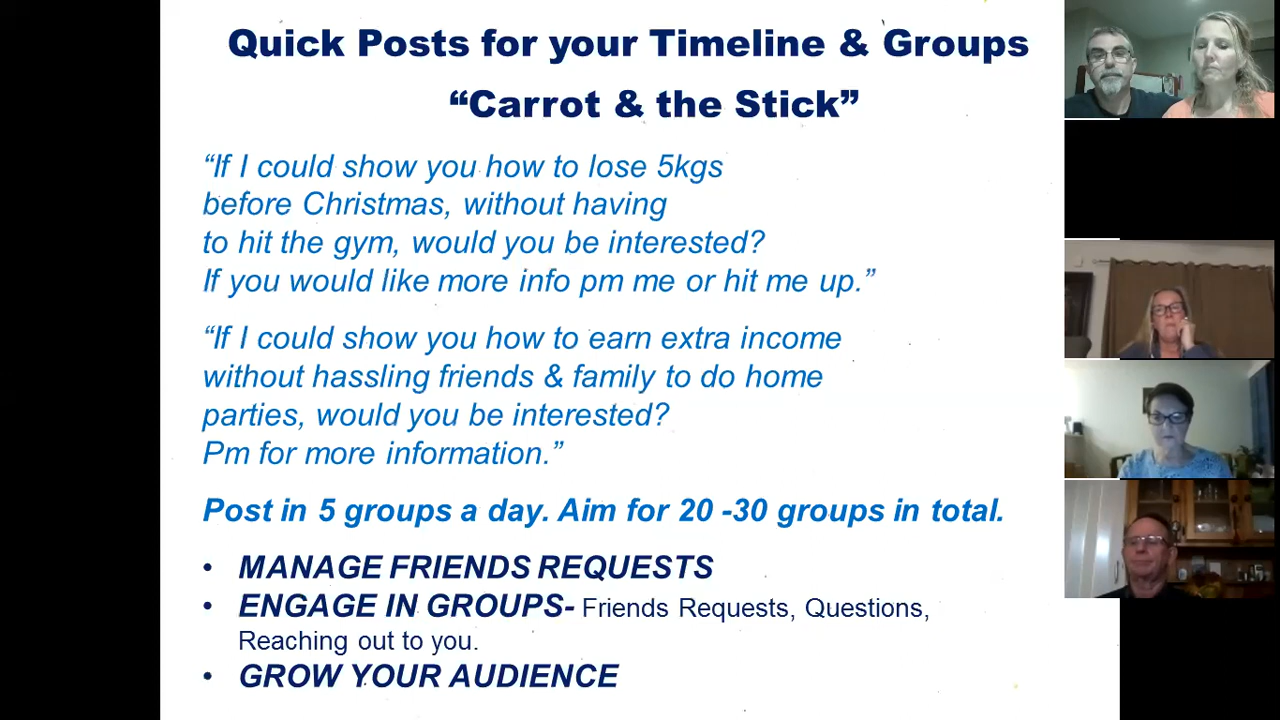 Quick Posts for your Timeline & Groups
“Carrot & the Stick”
“If I could show you how to lose 5kgs
before Christmas, without having
to hit the gym, would you be interested?
If you would like more info pm me or hit me up.”
“If I could show you how to earn extra income
without hassling friends & family to do home
parties, would you be interested?
Pm for more information.”
Post in 5 groups a day. Aim for 20 -30 groups in total.
• MANAGE FRIENDS REQUESTS
• ENGAGE IN GROUPS- Friends Requests, Questions,
Reaching out to you.
• GROW YOUR AUDIENCE